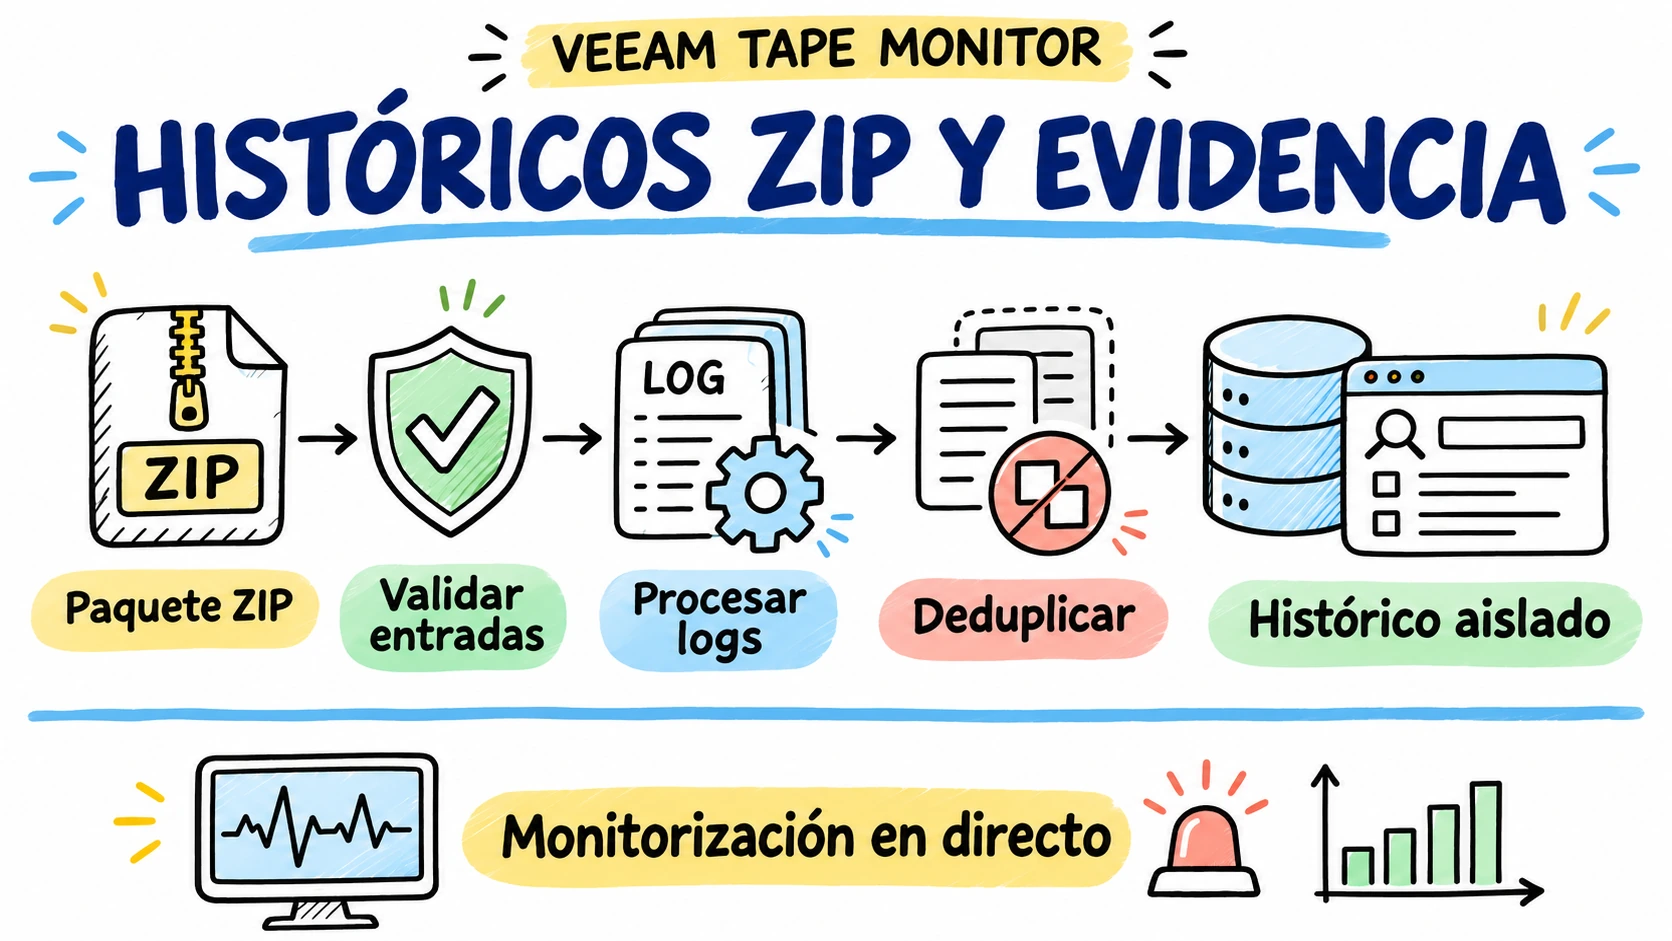 VEEAM TAPE MONITOR
HISTÓRICOS ZIP Y EVIDENCIA
ZIP
LOG
Paquete ZIP
Validar
entradas
Procesar
logs
Deduplicar
Histórico aislado
Monitorización en directo